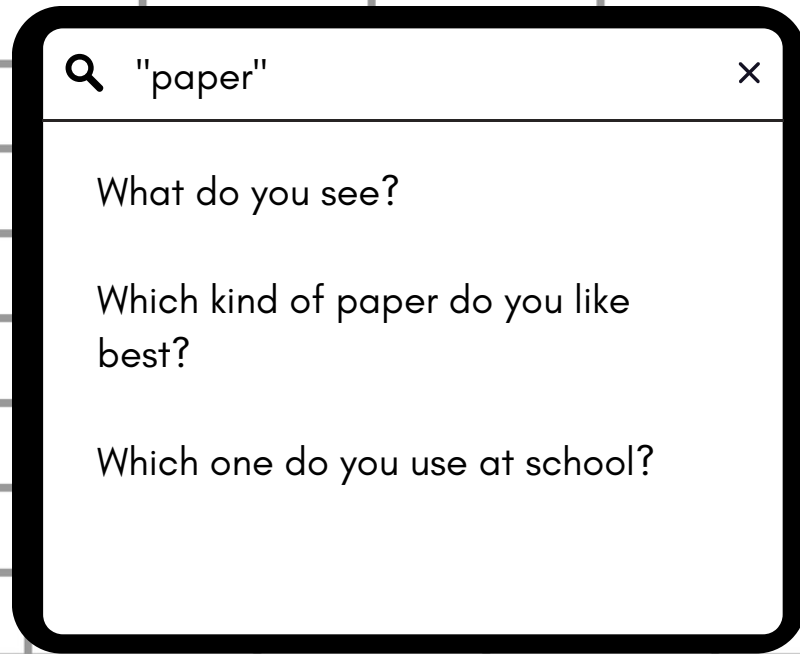 "paper"
What do you see?
Which kind of paper do you like
best?
Which one do you use at school?